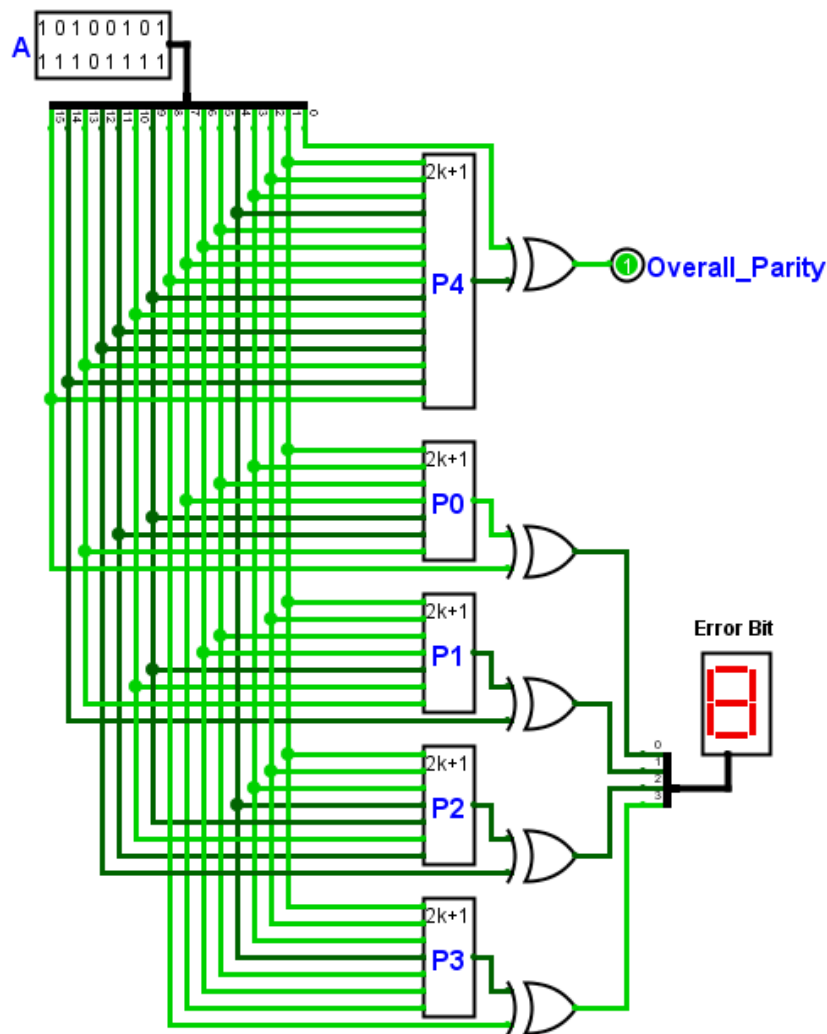 1 0 1 0 0 1 0 1
A
1 1 1 0 1 1 1 1
15 14 13 12 11 10 9 8 7 6 5 4 3 2 1 0
2k+1
P4
1 Overall_Parity
2k+1
P0
2k+1
P1
Error Bit
8
2k+1
P2
0
1
2
3
2k+1
P3